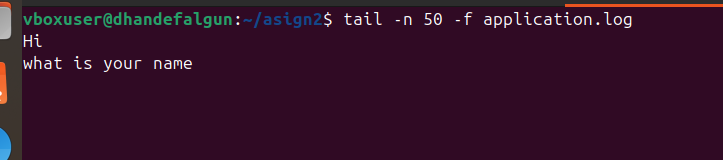 vboxuser@dhandefalgun:~/asign2$ tail -n 50 -f application.log
Hi
what is your name